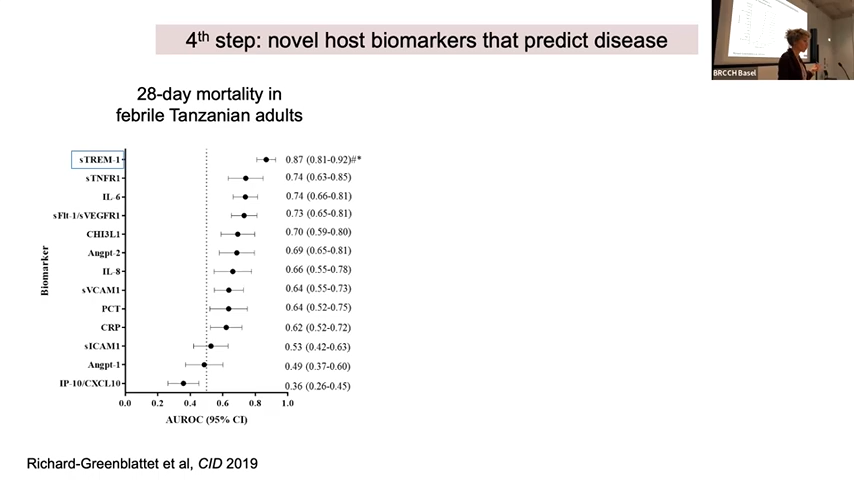 4th step: novel host biomarkers that predict disease
BRCCH Basel
28-day mortality in
febrile Tanzanian adults
sTREM-1 0.87 (0.81-0.92)#*
sTNFR1 0.74 (0.63-0.85)
IL-6 0.74 (0.66-0.81)
sFlt-1/sVEGFR1 0.73 (0.65-0.81)
CHI3L1 0.70 (0.59-0.80)
Angpt-2 0.69 (0.65-0.81)
IL-8 0.66 (0.55-0.78)
sVCAM1 0.64 (0.55-0.73)
PCT 0.64 (0.52-0.75)
CRP 0.62 (0.52-0.72)
sICAM1 0.53 (0.42-0.63)
Angpt-1 0.49 (0.37-0.60)
IP-10/CXCL10 0.36 (0.26-0.45)
Biomarker
0.0 0.2 0.4 0.6 0.8 1.0
AUROC (95% CI)
Richard-Greenblattet et al, CID 2019